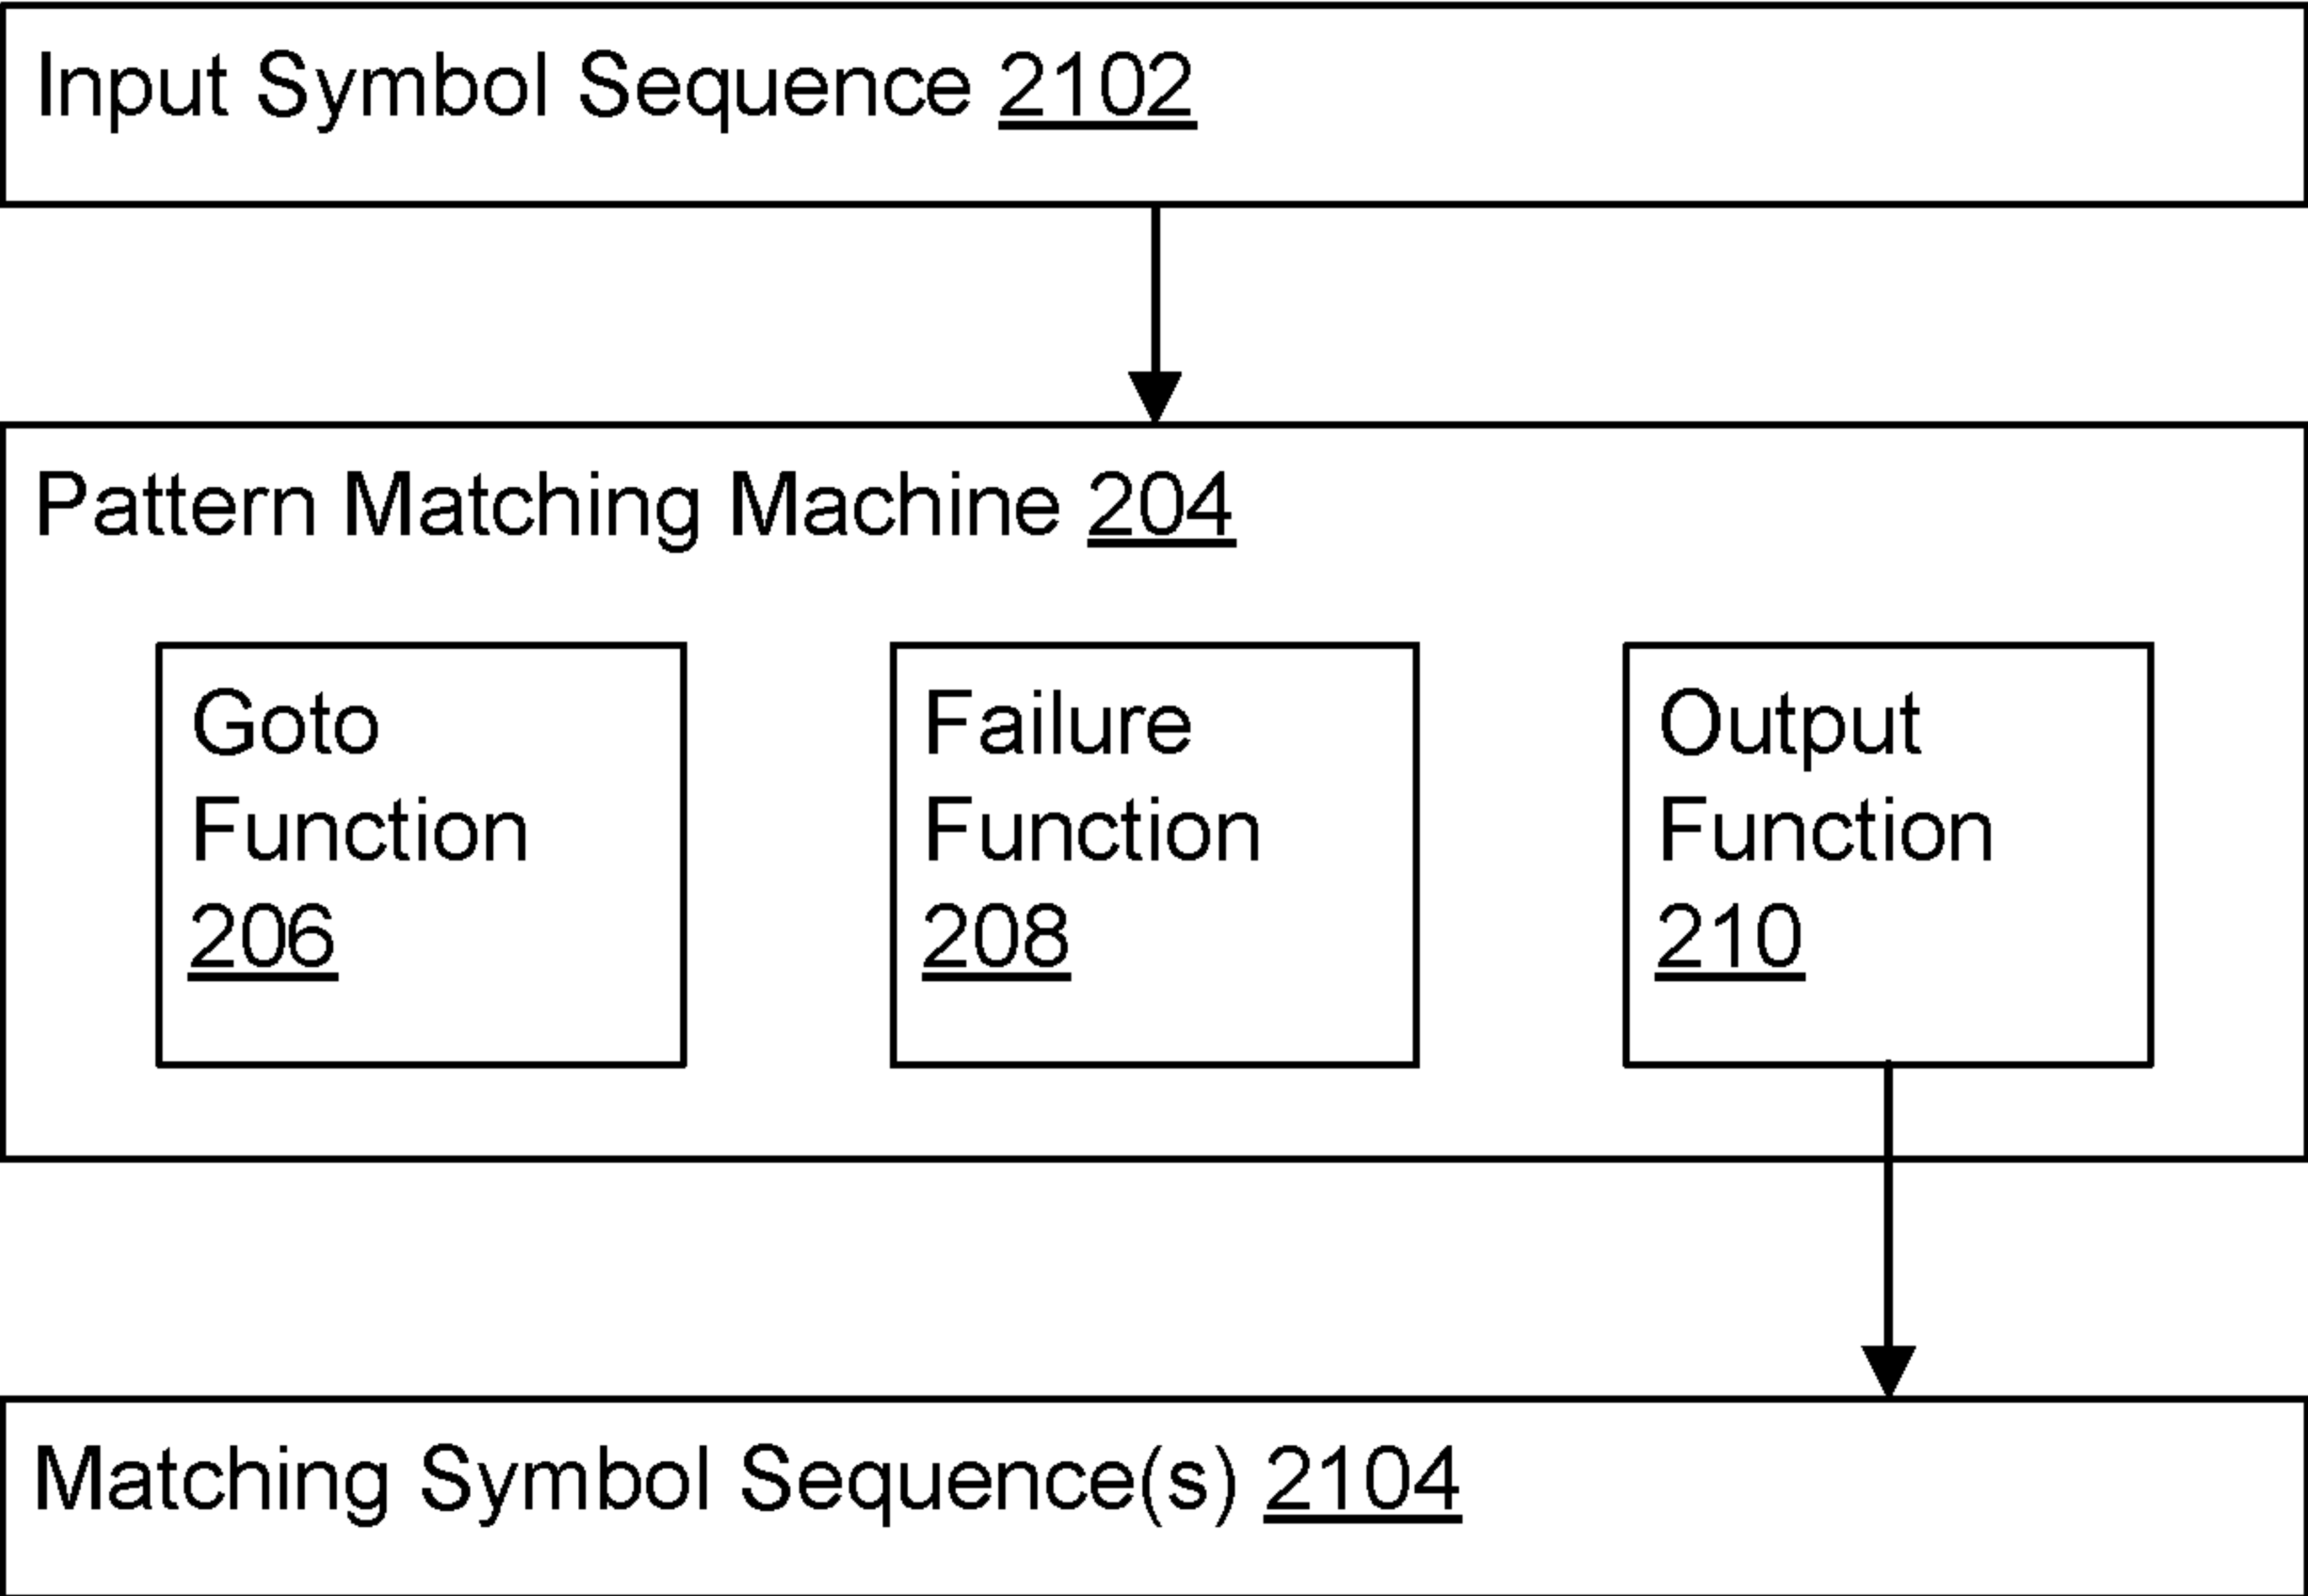 Input Symbol Sequence 2102
Pattern Matching Machine 204
Goto
Function
206
Failure
Function
208
Output
Function
210
Matching Symbol Sequence(s) 2104